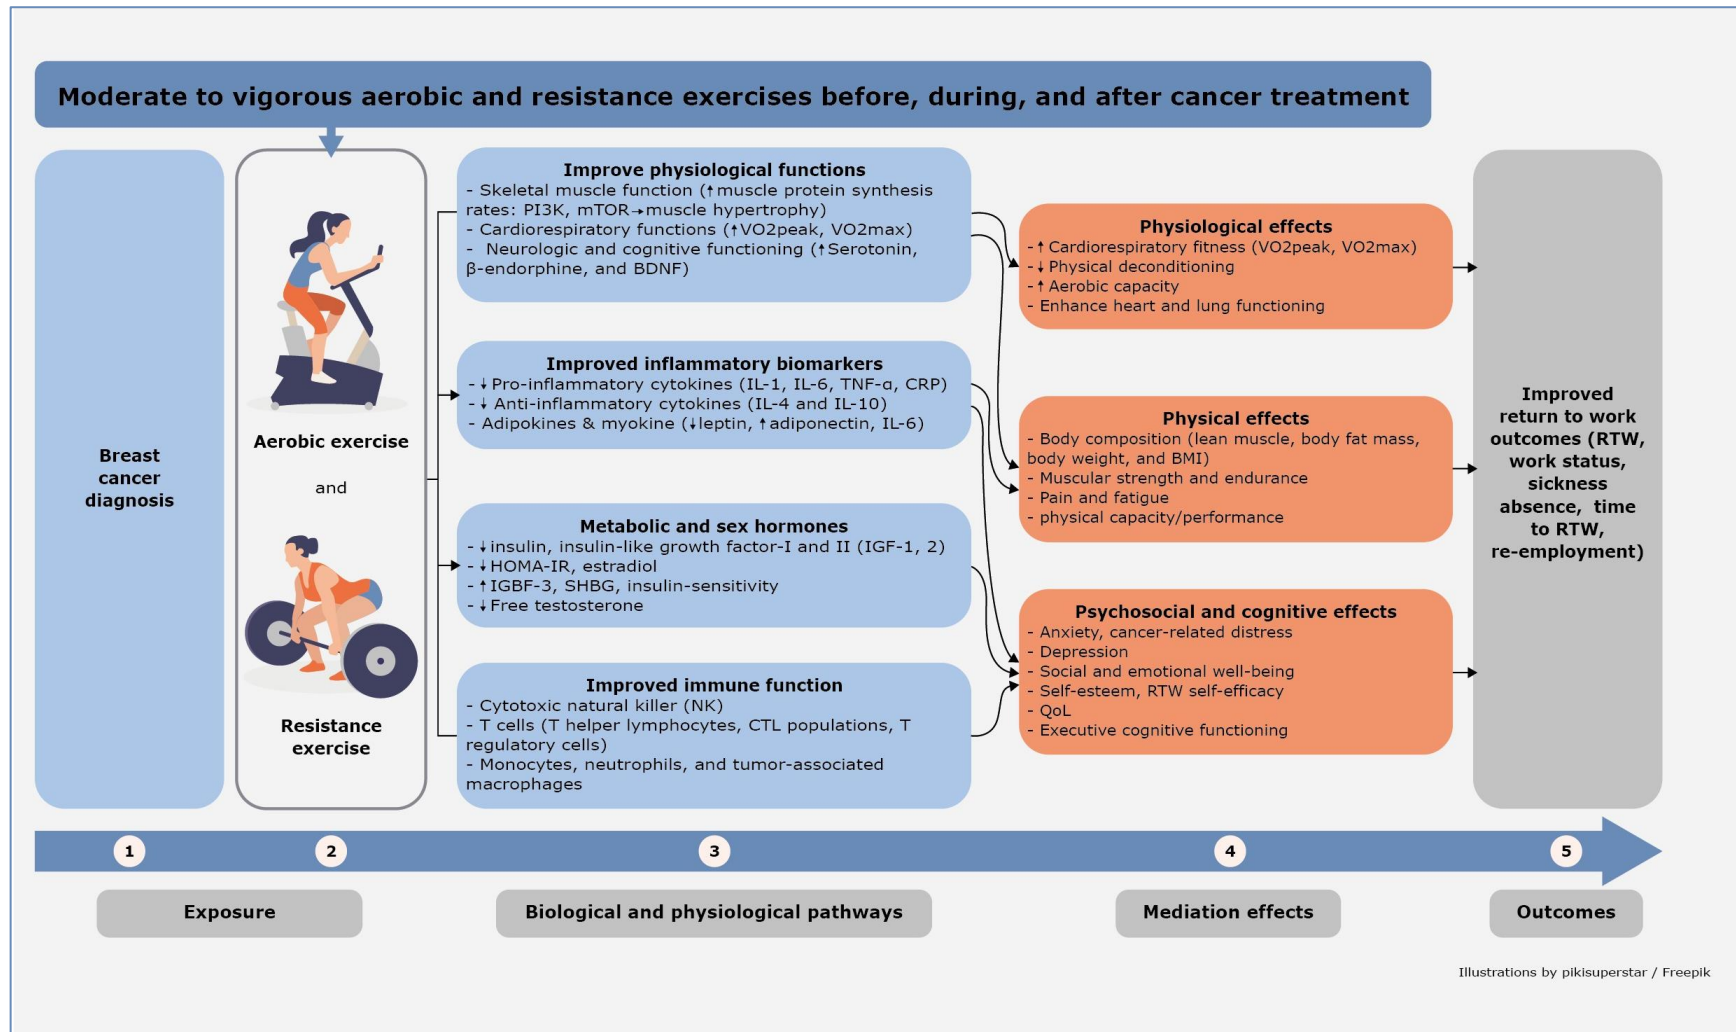 Moderate to vigorous aerobic and resistance exercises before, during, and after cancer treatment
Breast
cancer
diagnosis
Aerobic exercise
and
Resistance
exercise
Improve physiological functions
- Skeletal muscle function (↑muscle protein synthesis
rates: PI3K, mTOR→muscle hypertrophy)
- Cardiorespiratory functions (↑VO2peak, VO2max)
- Neurologic and cognitive functioning (↑Serotonin,
β-endorphine, and BDNF)
Improved inflammatory biomarkers
- ↓Pro-inflammatory cytokines (IL-1, IL-6, TNF-α, CRP)
- ↓ Anti-inflammatory cytokines (IL-4 and IL-10)
- Adipokines & myokine (↓leptin, ↑adiponectin, IL-6)
Metabolic and sex hormones
- ↓insulin, insulin-like growth factor-I and II (IGF-1, 2)
- ↓HOMA-IR, estradiol
- ↑IGBF-3, SHBG, insulin-sensitivity
- ↓Free testosterone
Improved immune function
- Cytotoxic natural killer (NK)
- T cells (T helper lymphocytes, CTL populations, T
regulatory cells)
- Monocytes, neutrophils, and tumor-associated
macrophages
Physiological effects
- ↑ Cardiorespiratory fitness (VO2peak, VO2max)
- ↓ Physical deconditioning
- ↑ Aerobic capacity
- Enhance heart and lung functioning
Physical effects
- Body composition (lean muscle, body fat mass,
body weight, and BMI)
- Muscular strength and endurance
- Pain and fatigue
- physical capacity/performance
Psychosocial and cognitive effects
- Anxiety, cancer-related distress
- Depression
- Social and emotional well-being
- Self-esteem, RTW self-efficacy
- QoL
- Executive cognitive functioning
Improved
return to work
outcomes (RTW,
work status,
sickness
absence, time
to RTW,
re-employment)
1
2
3
4
5
Exposure
Biological and physiological pathways
Mediation effects
Outcomes
Illustrations by pikisuperstar / Freepik